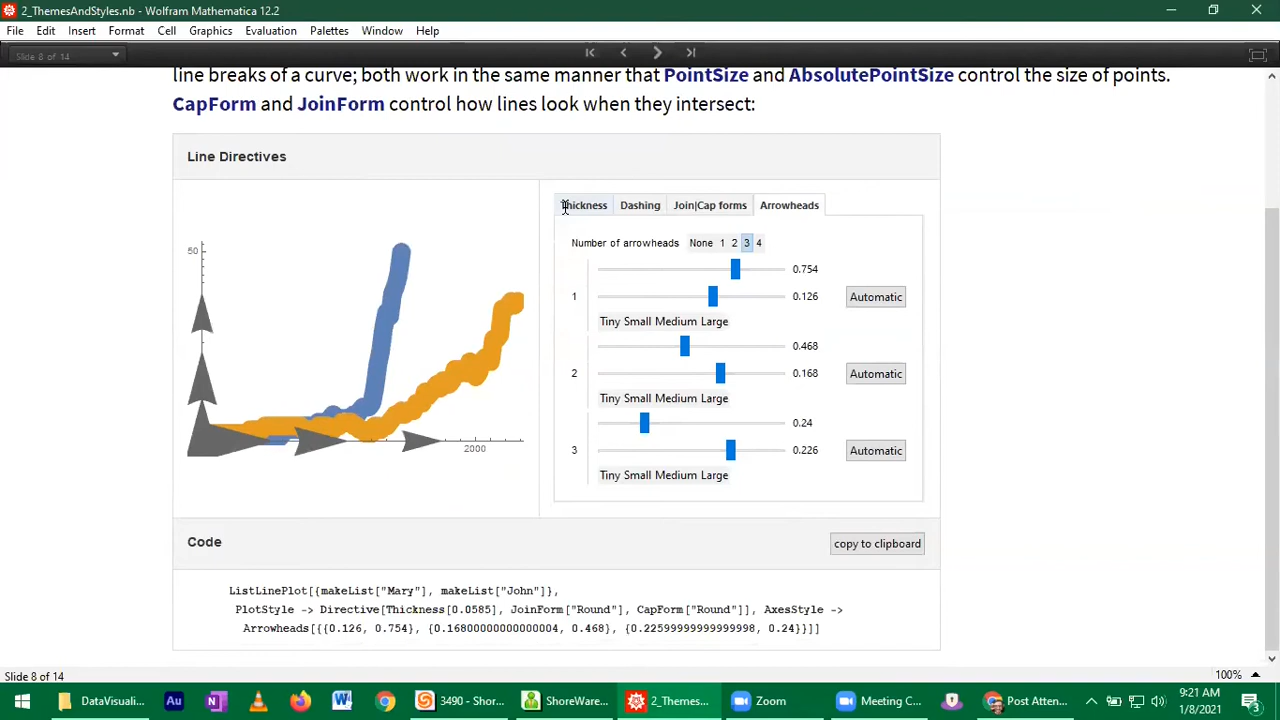 2_ThemesAndStyles.nb - Wolfram Mathematica 12.2
File Edit Insert Format Cell Graphics Evaluation Palettes Window Help
Slide 8 of 14
line breaks of a curve; both work in the same manner that PointSize and AbsolutePointSize control the size of points.
CapForm and JoinForm control how lines look when they intersect:
Line Directives
Thickness Dashing Join|Cap forms Arrowheads
Number of arrowheads None 1 2 3 4
0.754
1 0.126 Automatic
Tiny Small Medium Large
0.468
2 0.168 Automatic
Tiny Small Medium Large
0.24
3 0.226 Automatic
Tiny Small Medium Large
50
2000
Code
copy to clipboard
ListLinePlot[{makeList["Mary"], makeList["John"]},
PlotStyle -> Directive[Thickness[0.0585], JoinForm["Round"], CapForm["Round"]], AxesStyle ->
Arrowheads[{{0.126, 0.754}, {0.16800000000000004, 0.468}, {0.22599999999999998, 0.24}}]]
Slide 8 of 14
100%
DataVisuali...
Au
N
W
3490 - Shor...
ShoreWare...
2_Themes...
Zoom
Meeting C...
Post Atten...
9:21 AM
1/8/2021
3